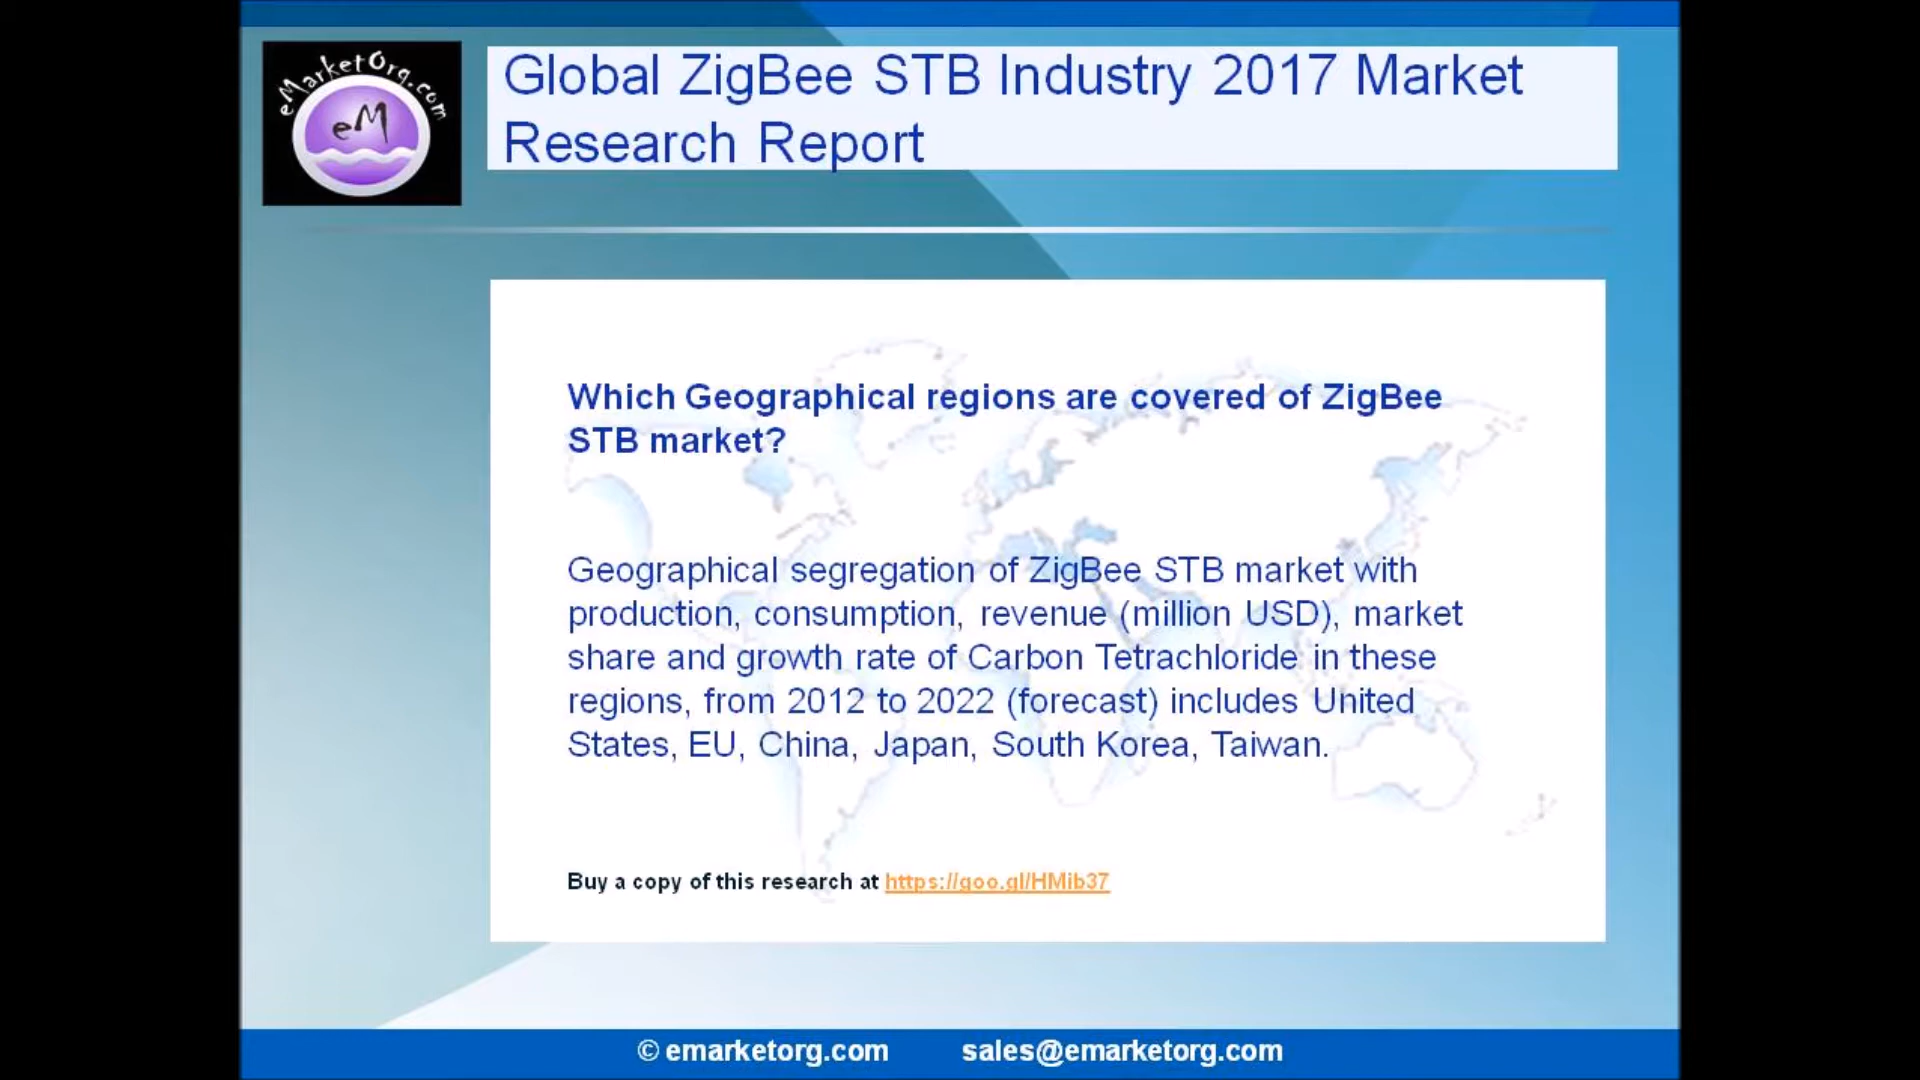 eMarketOrg.com
eM
Global ZigBee STB Industry 2017 Market
Research Report
Which Geographical regions are covered of ZigBee
STB market?
Geographical segregation of ZigBee STB market with
production, consumption, revenue (million USD), market
share and growth rate of Carbon Tetrachloride in these
regions, from 2012 to 2022 (forecast) includes United
States, EU, China, Japan, South Korea, Taiwan.
Buy a copy of this research at https://goo.gl/HMib37
© emarketorg.com sales@emarketorg.com